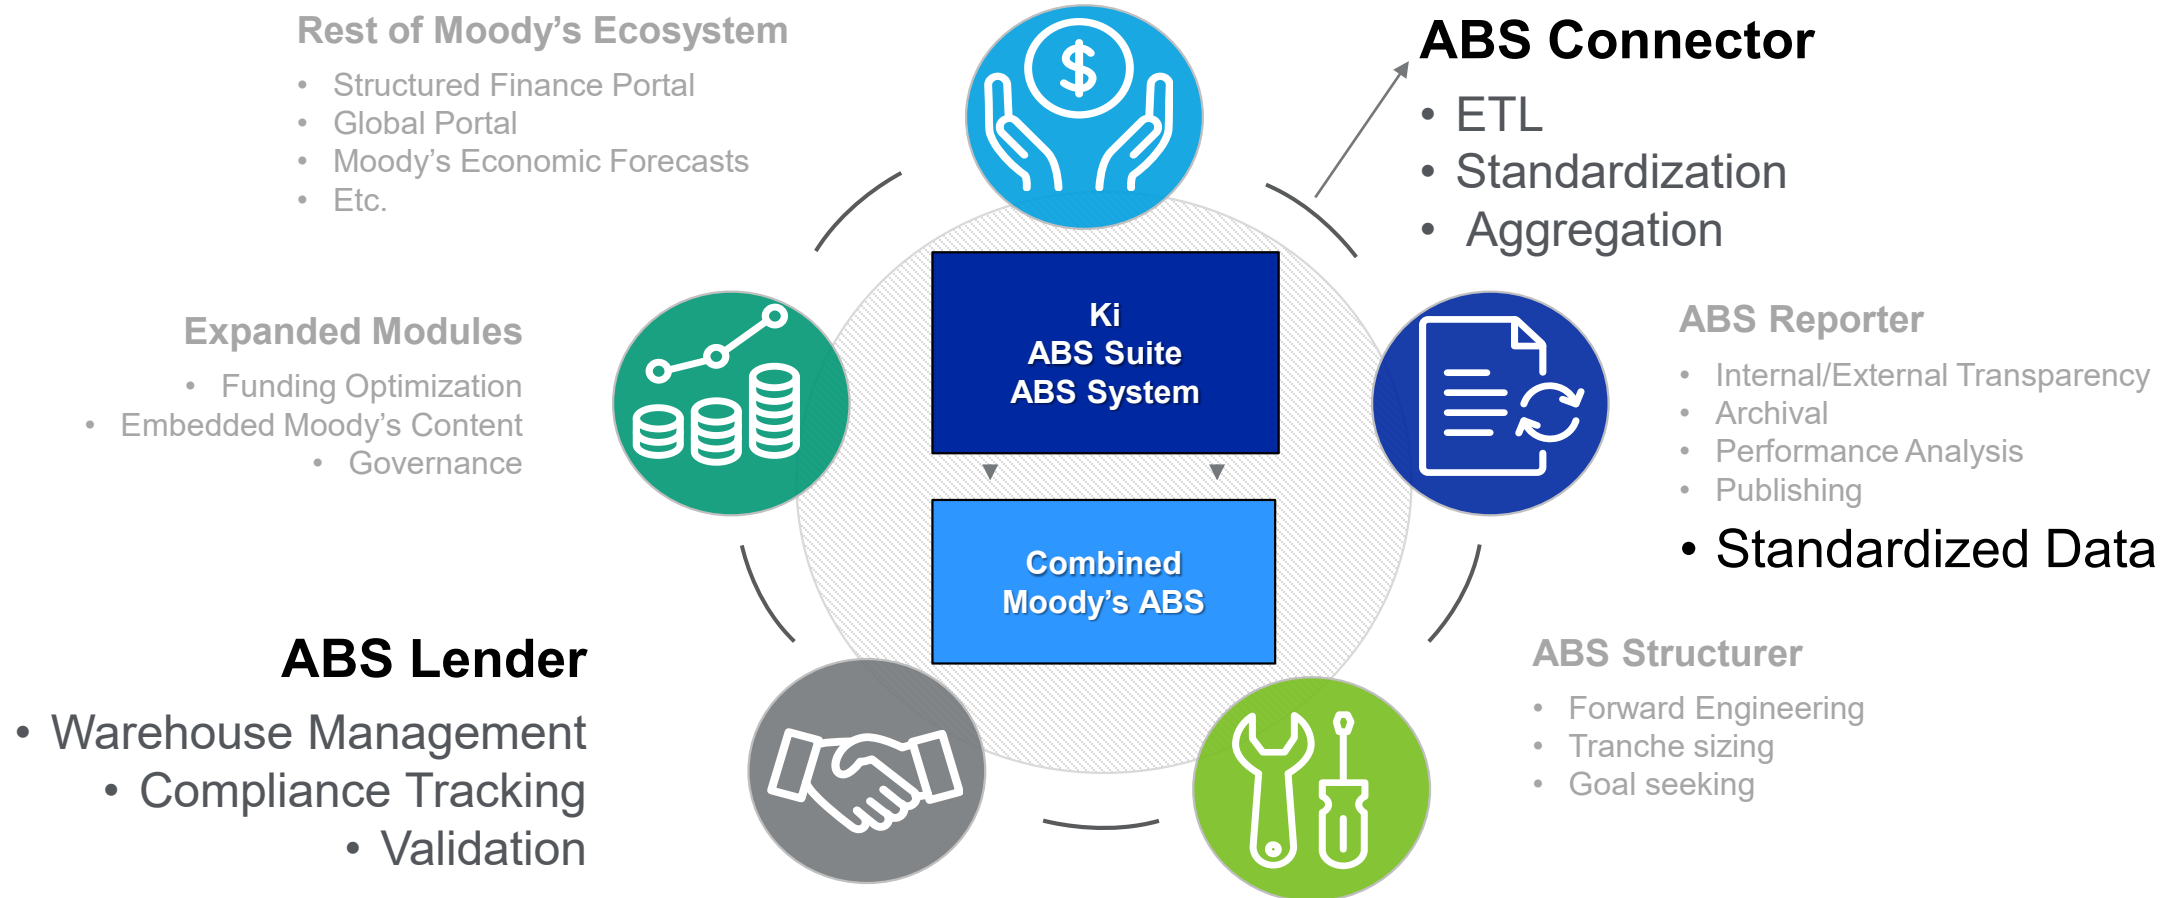 Rest of Moody’s Ecosystem
• Structured Finance Portal
• Global Portal
• Moody’s Economic Forecasts
• Etc.
ABS Connector
• ETL
• Standardization
• Aggregation
Expanded Modules
• Funding Optimization
• Embedded Moody’s Content
• Governance
Ki
ABS Suite
ABS System
Combined
Moody’s ABS
ABS Reporter
• Internal/External Transparency
• Archival
• Performance Analysis
• Publishing
• Standardized Data
ABS Lender
• Warehouse Management
• Compliance Tracking
• Validation
ABS Structurer
• Forward Engineering
• Tranche sizing
• Goal seeking
$